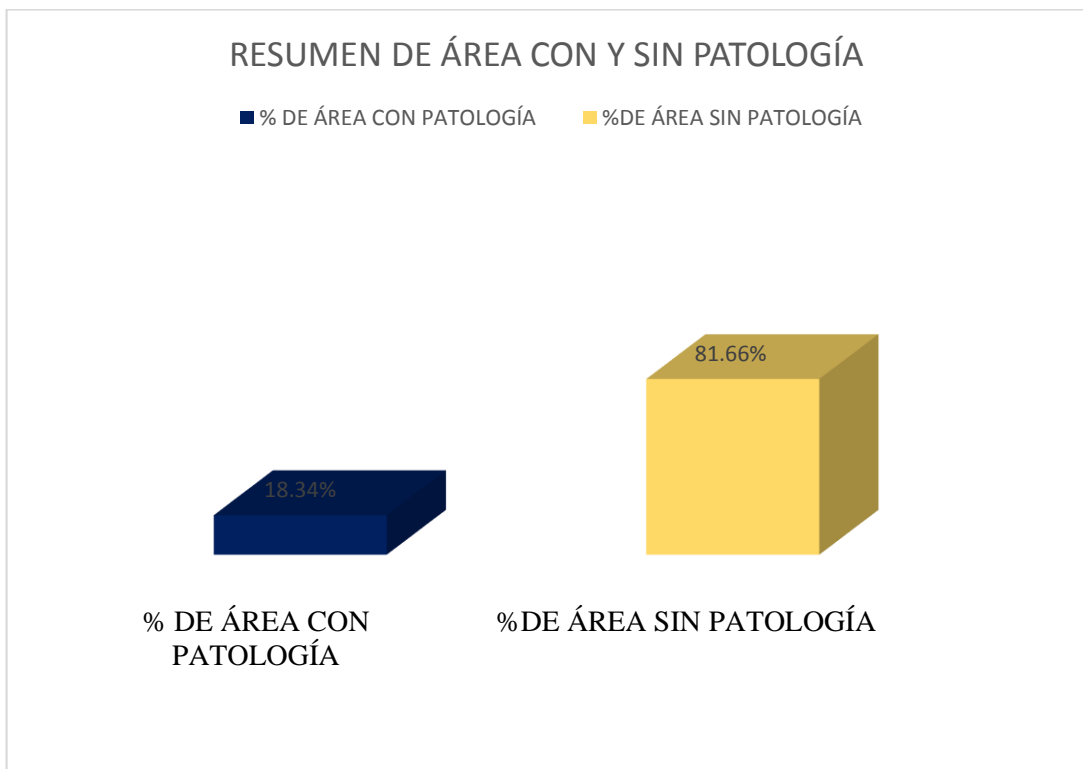 RESUMEN DE ÁREA CON Y SIN PATOLOGÍA
% DE ÁREA CON PATOLOGÍA %DE ÁREA SIN PATOLOGÍA
81.66%
18.34%
% DE ÁREA CON
PATOLOGÍA
%DE ÁREA SIN PATOLOGÍA